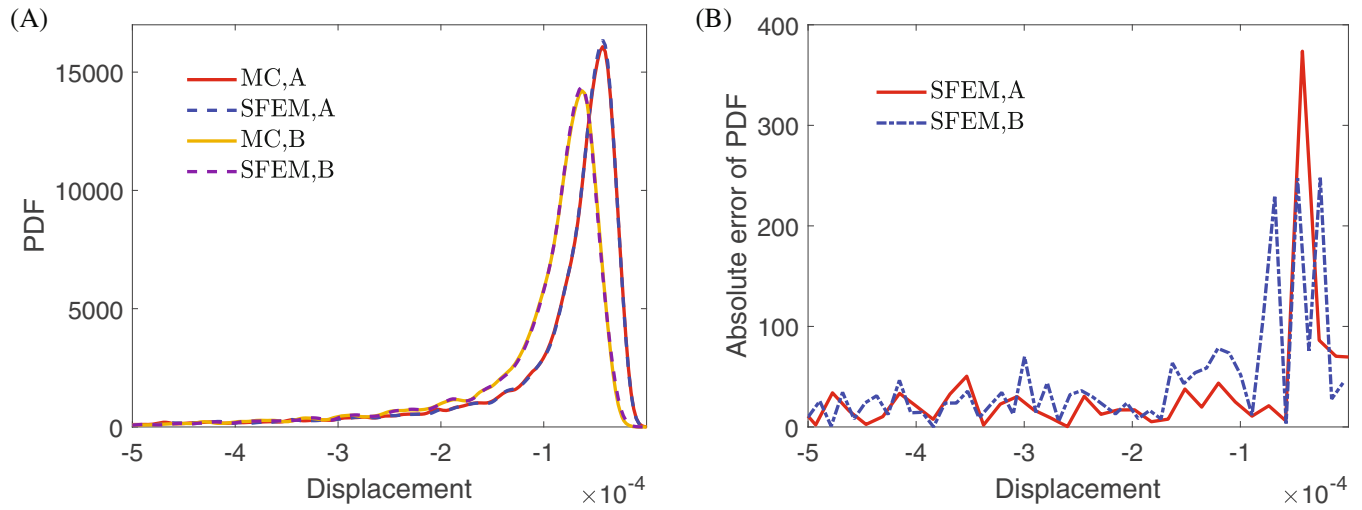 (A)
PDF
15000
10000
5000
0
MC,A
SFEM,A
MC,B
SFEM,B
-5 -4 -3 -2 -1
Displacement
×10-4
(B)
Absolute error of PDF
400
300
200
100
0
SFEM,A
SFEM,B
-5 -4 -3 -2 -1
Displacement
×10-4